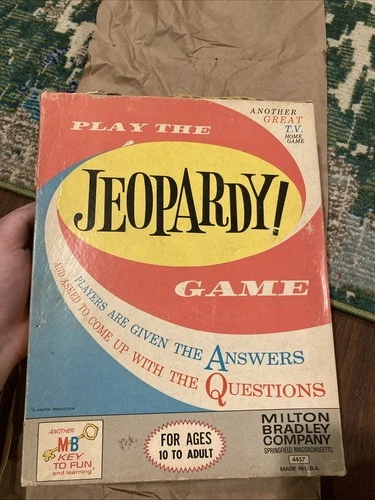 ANOTHER
GREAT
T.V.
HOME
GAME
PLAY THE
JEOPARDY!
GAME
PLAYERS ARE GIVEN THE ANSWERS
AND ASKED TO COME UP WITH THE QUESTIONS
ANOTHER
M-B
KEY
TO FUN
and learning
FOR AGES
10 TO ADULT
MILTON
BRADLEY
COMPANY
SPRINGFIELD, MASSACHUSETTS
4457
MADE IN U.S.A.